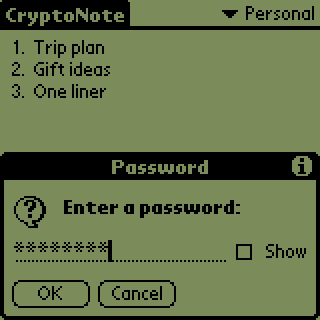 CryptoNote
Personal
1. Trip plan
2. Gift ideas
3. One liner
Password
Enter a password:
********
Show
OK
Cancel